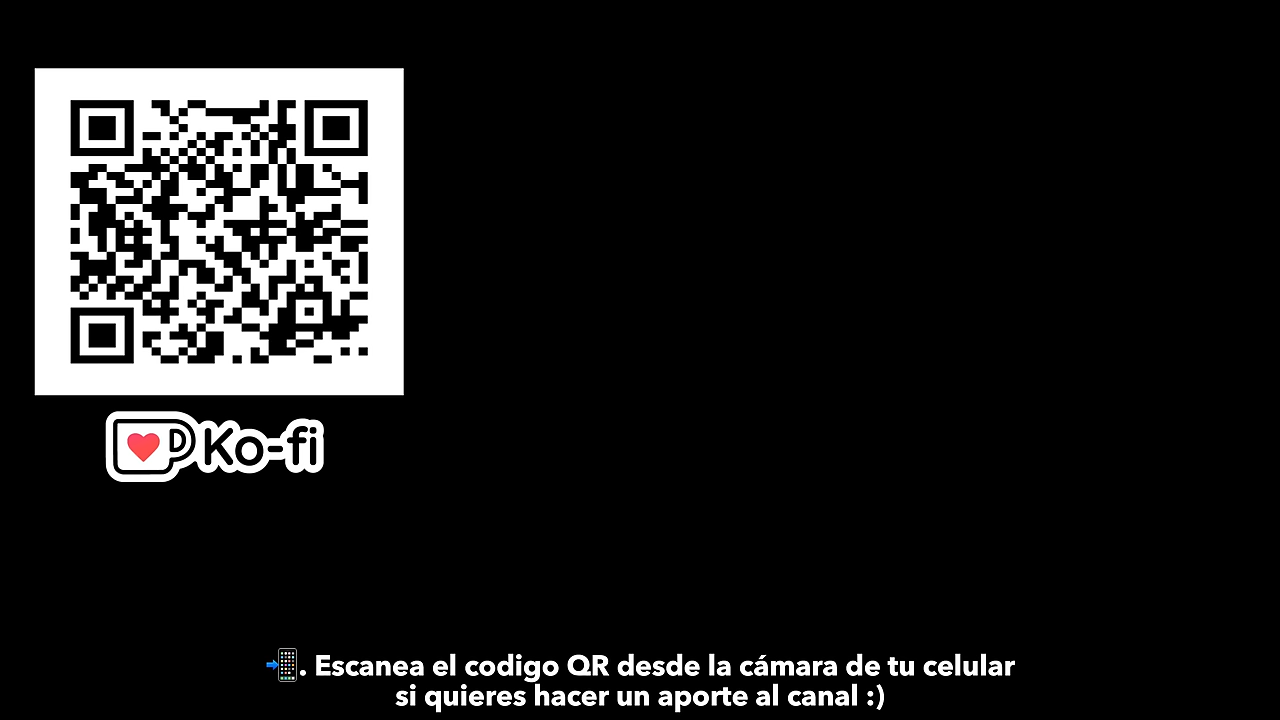 Ko-fi
📲. Escanea el codigo QR desde la cámara de tu celular
si quieres hacer un aporte al canal :)